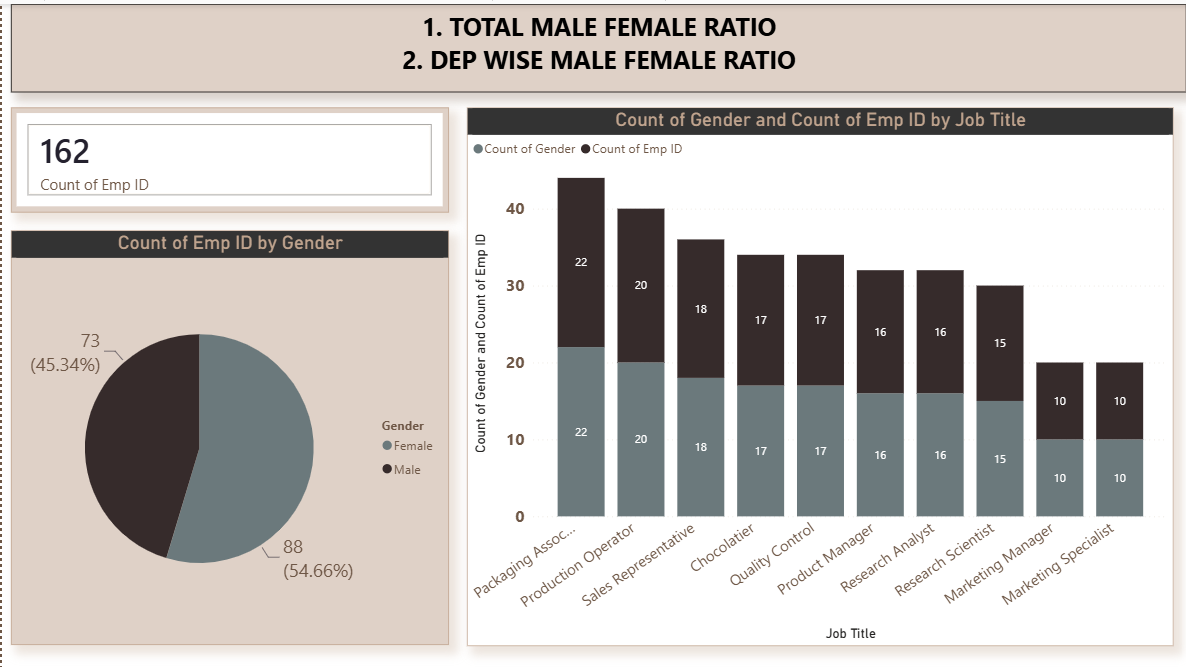 1. TOTAL MALE FEMALE RATIO
2. DEP WISE MALE FEMALE RATIO
162
Count of Emp ID
Count of Emp ID by Gender
73
(45.34%)
88
(54.66%)
Gender
Female
Male
Count of Gender and Count of Emp ID by Job Title
Count of Gender Count of Emp ID
Count of Gender and Count of Emp ID
40
30
20
10
0
22 20 18 17 17 16 16 15 10 10
22 20 18 17 17 16 16 15 10 10
Packaging Assoc...
Production Operator
Sales Representative
Chocolatier
Quality Control
Product Manager
Research Analyst
Research Scientist
Marketing Manager
Marketing Specialist
Job Title